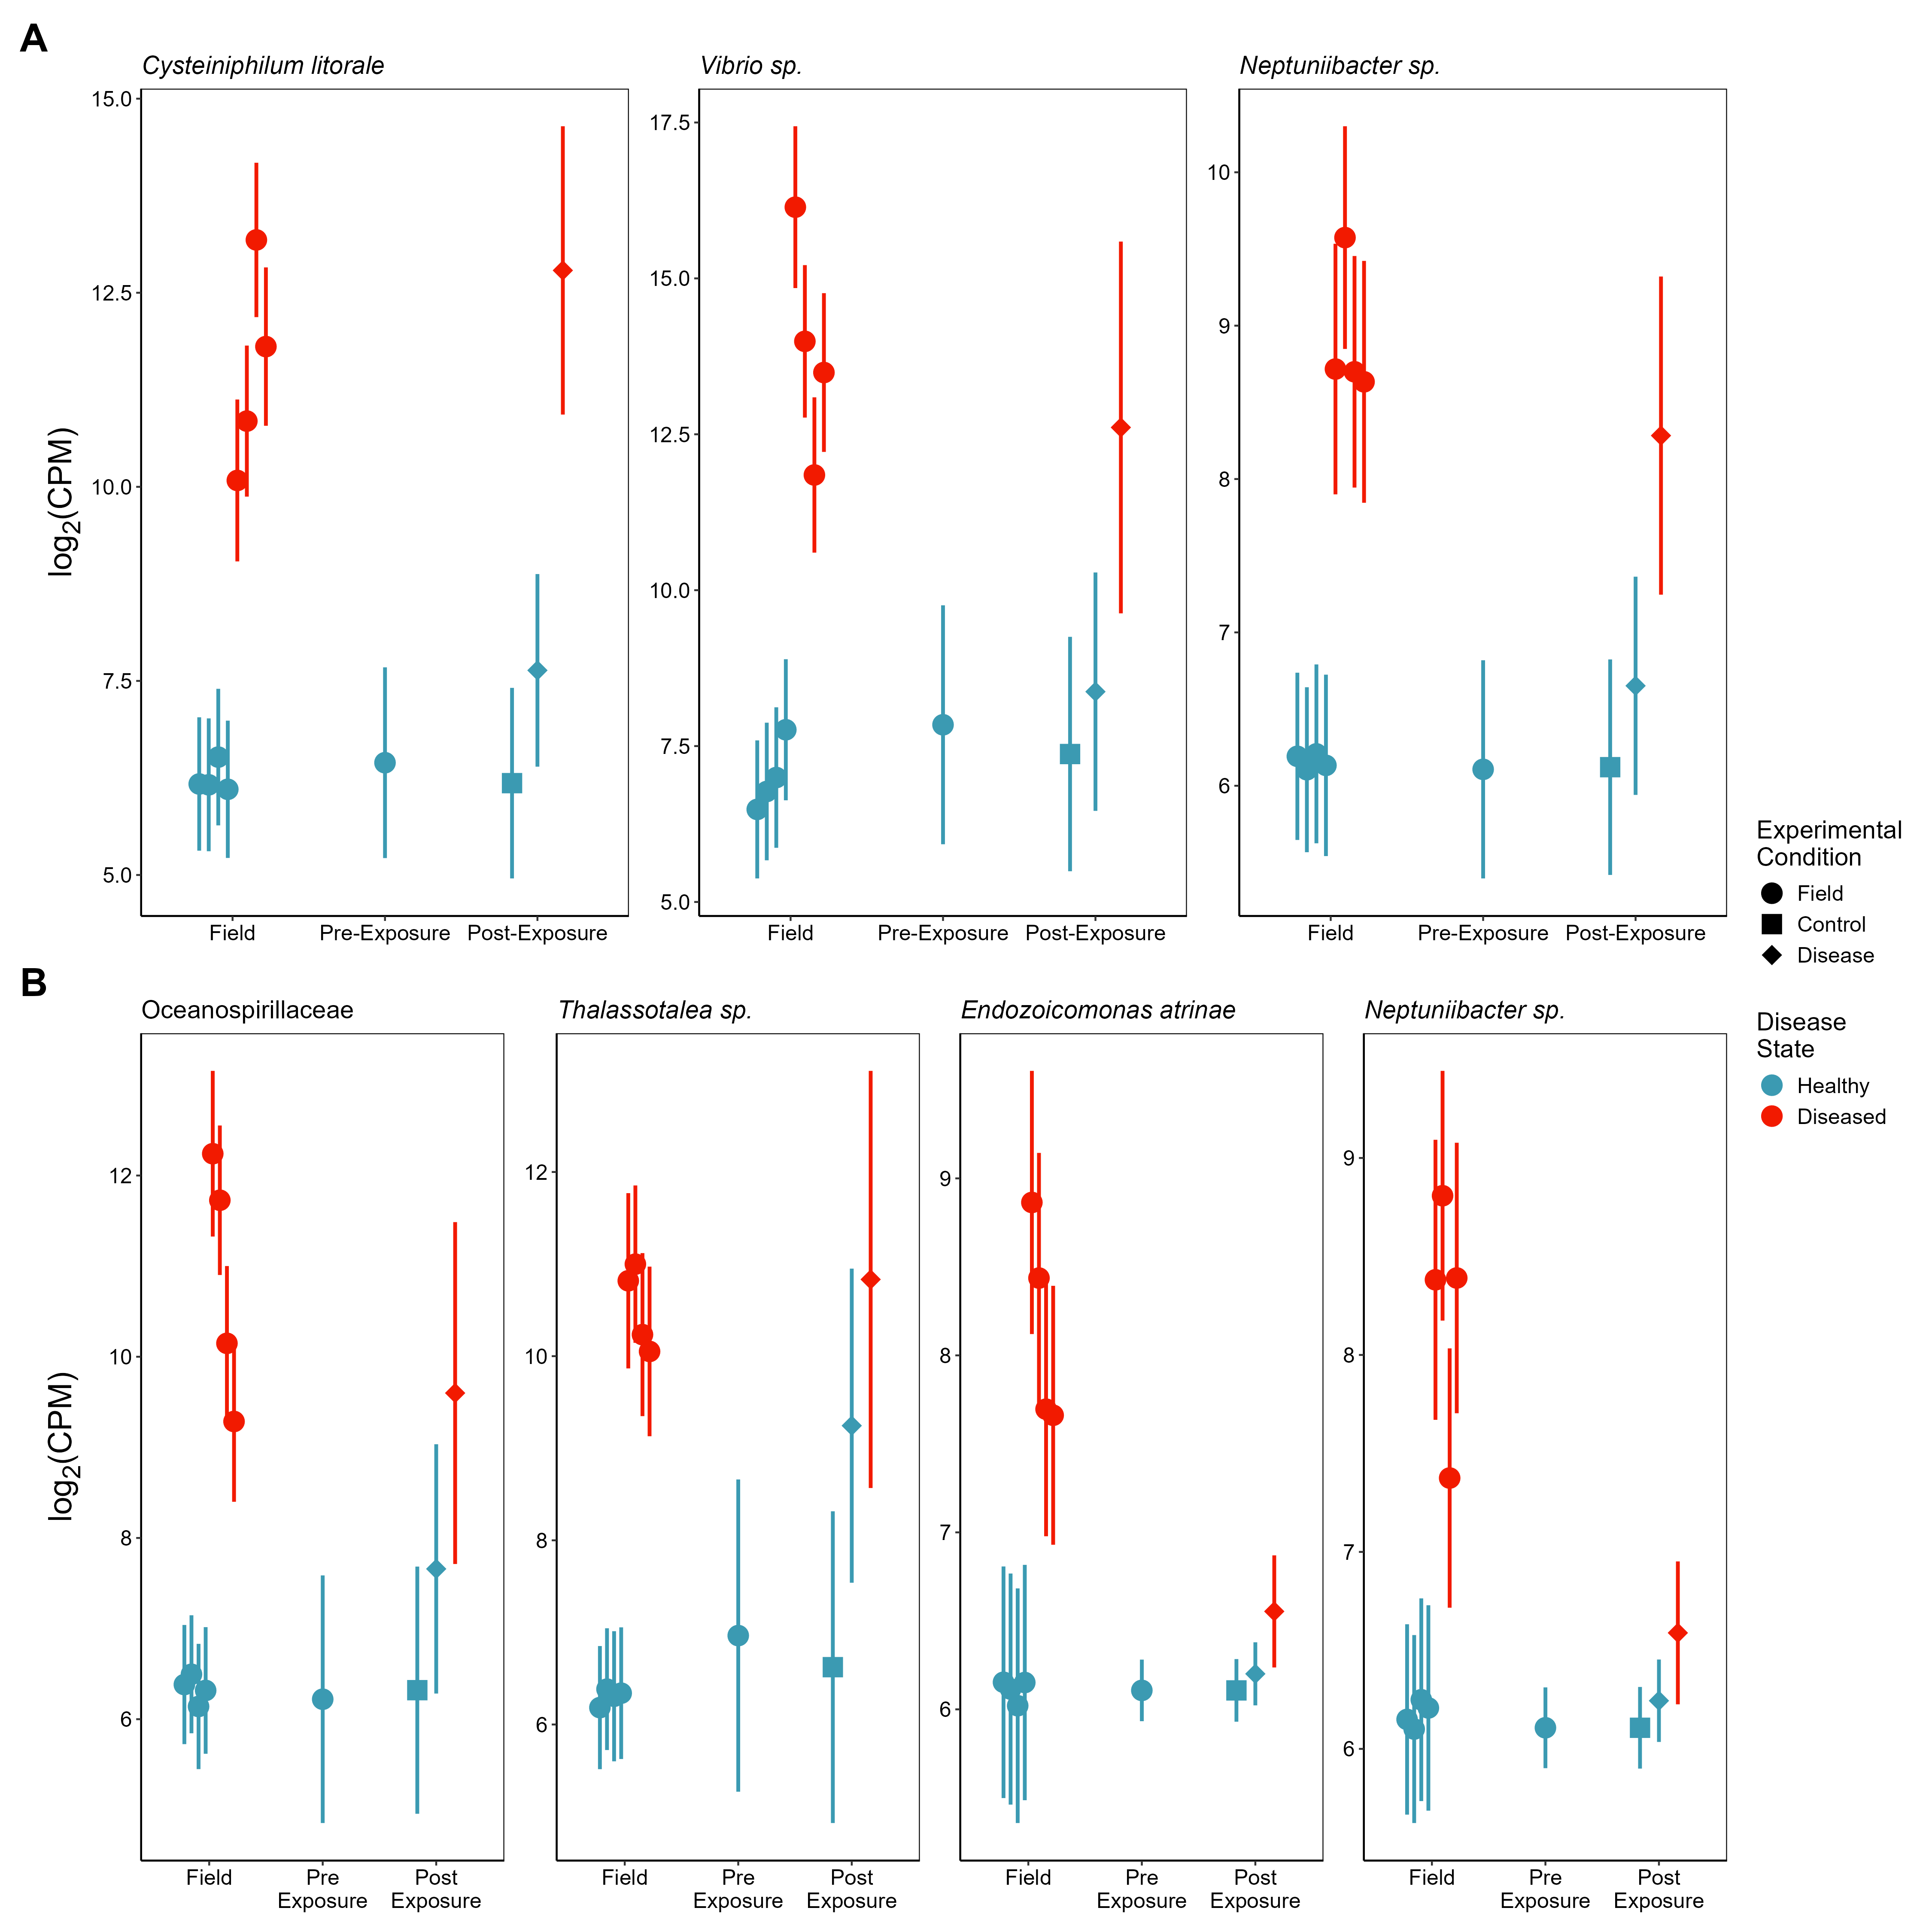 A
Cysteiniphilum litorale
Vibrio sp.
Neptuniibacter sp.
log2(CPM)
15.0
12.5
10.0
7.5
5.0
Field
Pre-Exposure
Post-Exposure
17.5
15.0
12.5
10.0
7.5
5.0
Field
Pre-Exposure
Post-Exposure
10
9
8
7
6
Field
Pre-Exposure
Post-Exposure
Experimental
Condition
Field
Control
Disease
Disease
State
Healthy
Diseased
B
Oceanospirillaceae
Thalassotalea sp.
Endozoicomonas atrinae
Neptuniibacter sp.
log2(CPM)
12
10
8
6
Field
Pre
Exposure
Post
Exposure
12
10
8
6
Field
Pre
Exposure
Post
Exposure
9
8
7
6
Field
Pre
Exposure
Post
Exposure
9
8
7
6
Field
Pre
Exposure
Post
Exposure